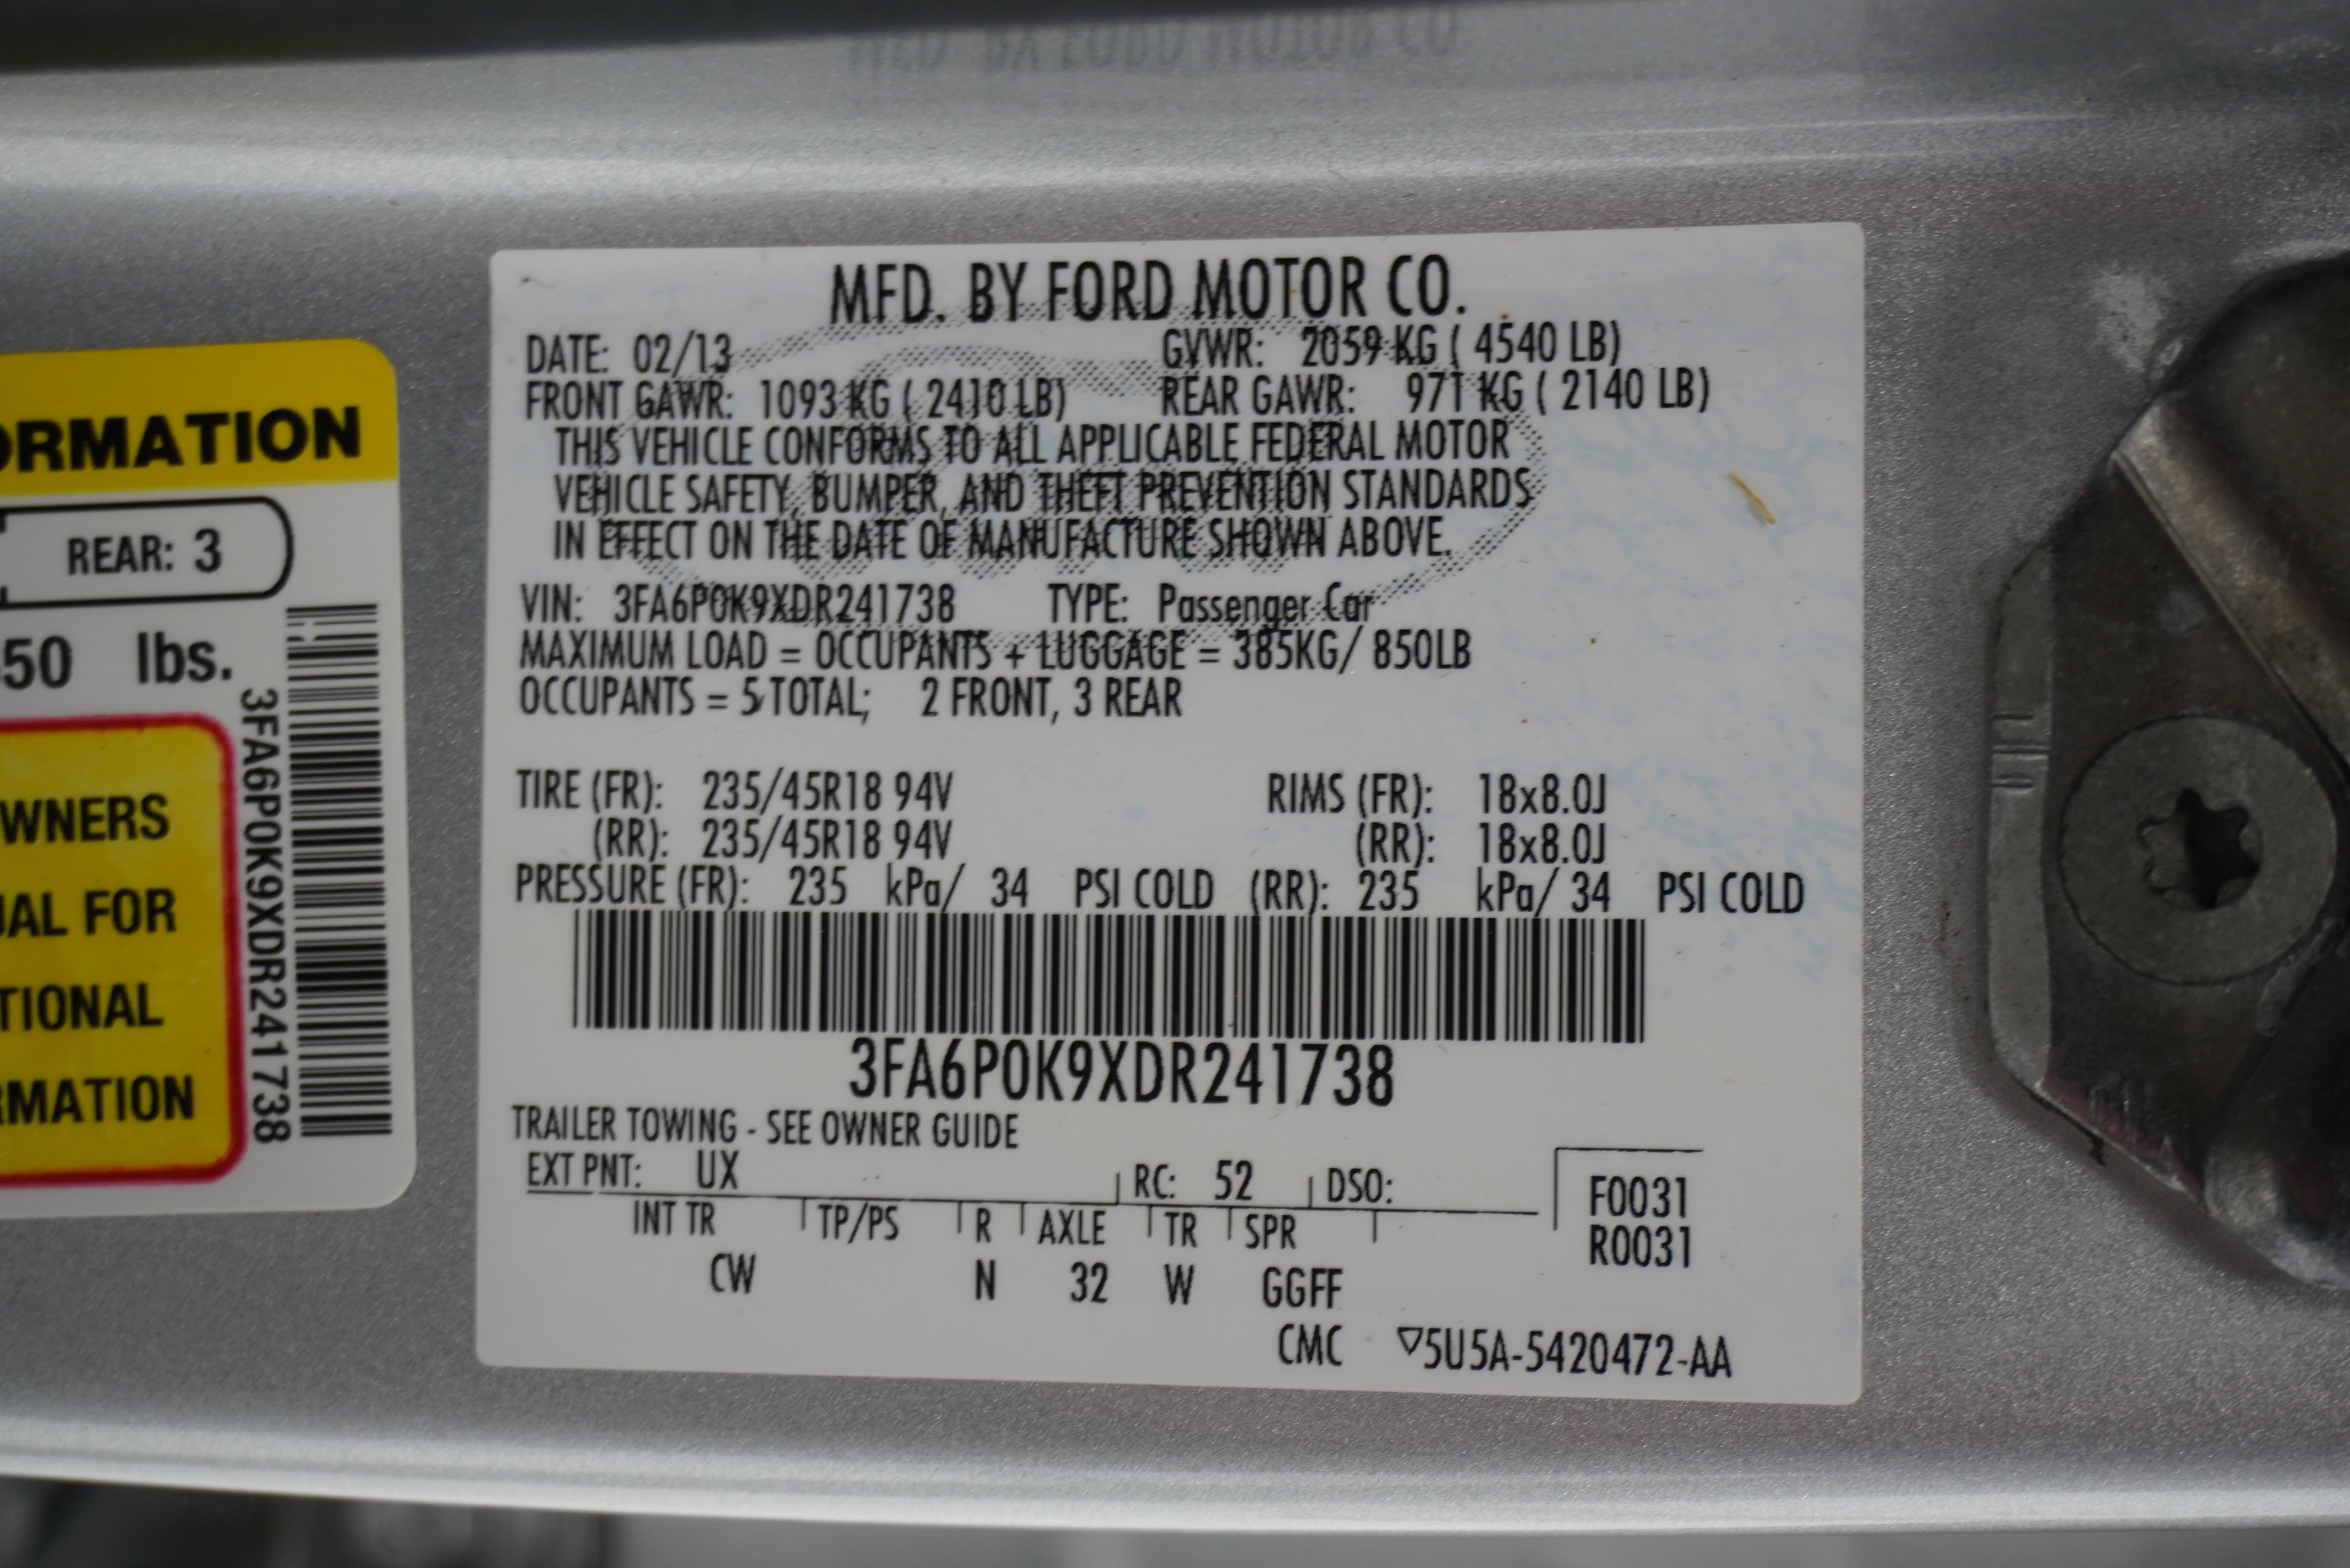 MFD. BY FORD MOTOR CO.
DATE: 02/13 GVWR: 2059 KG ( 4540 LB)
FRONT GAWR: 1093 KG ( 2410 LB) REAR GAWR: 971 KG ( 2140 LB)
THIS VEHICLE CONFORMS TO ALL APPLICABLE FEDERAL MOTOR
VEHICLE SAFETY, BUMPER, AND THEFT PREVENTION STANDARDS
IN EFFECT ON THE DATE OF MANUFACTURE SHOWN ABOVE.
VIN: 3FA6P0K9XDR241738 TYPE: Passenger Car
MAXIMUM LOAD = OCCUPANTS + LUGGAGE = 385KG/ 850LB
OCCUPANTS = 5 TOTAL; 2 FRONT, 3 REAR
TIRE (FR): 235/45R18 94V RIMS (FR): 18x8.0J
(RR): 235/45R18 94V (RR): 18x8.0J
PRESSURE (FR): 235 kPa/ 34 PSI COLD (RR): 235 kPa/ 34 PSI COLD
3FA6P0K9XDR241738
TRAILER TOWING - SEE OWNER GUIDE
EXT PNT: UX RC: 52 DSO:
F0031
R0031
INT TR TP/PS R AXLE TR SPR
CW N 32 W GGFF
CMC ▽5U5A-5420472-AA
ORMATION
REAR: 3
50 lbs.
WNERS
UAL FOR
TIONAL
RMATION
3FA6P0K9XDR241738